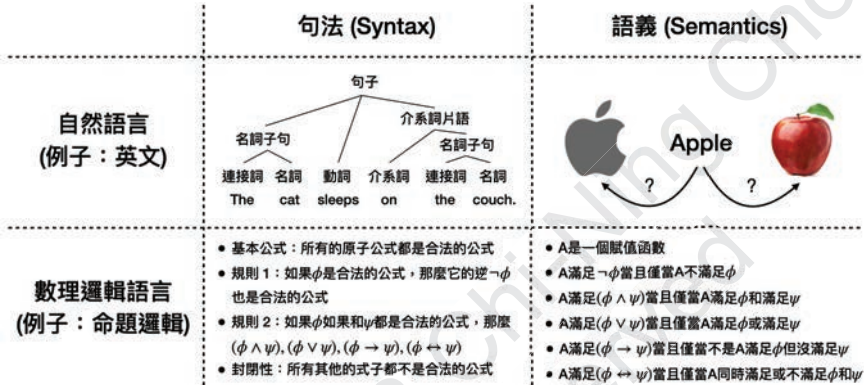 句法 (Syntax)
語義 (Semantics)
自然語言
(例子：英文)
句子
介系詞片語
名詞子句
名詞子句
連接詞 名詞 動詞 介系詞 連接詞 名詞
The cat sleeps on the couch.
Apple
?
?
數理邏輯語言
(例子：命題邏輯)
• 基本公式：所有的原子公式都是合法的公式
• 規則 1：如果ϕ是合法的公式，那麼它的逆¬ϕ
也是合法的公式
• 規則 2：如果ϕ如果和ψ都是合法的公式，那麼
(ϕ ∧ ψ), (ϕ ∨ ψ), (ϕ → ψ), (ϕ ↔ ψ)
• 封閉性：所有其他的式子都不是合法的公式
• A是一個賦值函數
• A滿足¬ϕ當且僅當A不滿足ϕ
• A滿足(ϕ ∧ ψ)當且僅當A滿足ϕ和滿足ψ
• A滿足(ϕ ∨ ψ)當且僅當A滿足ϕ或滿足ψ
• A滿足(ϕ → ψ)當且僅當不是A滿足ϕ但沒滿足ψ
• A滿足(ϕ ↔ ψ)當且僅當A同時滿足或不滿足ϕ和ψ